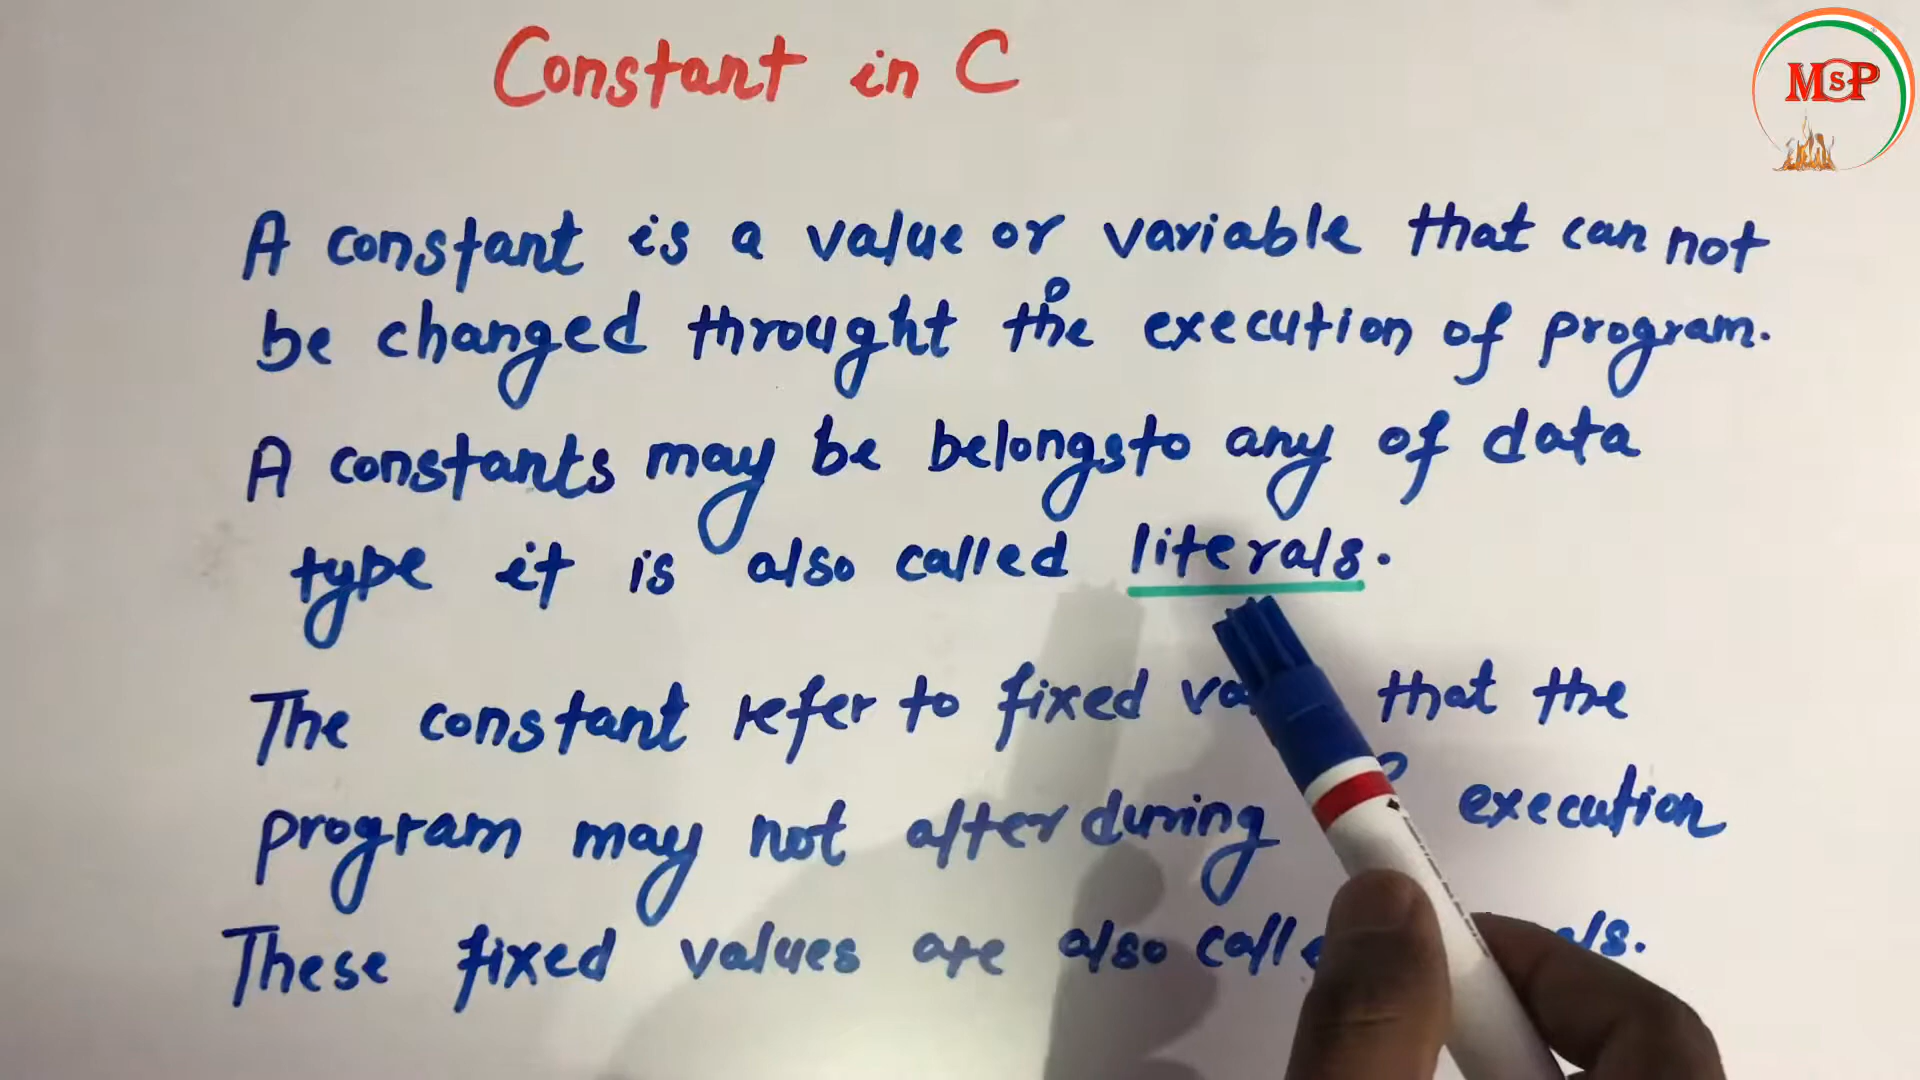 Constant in C
MSP
A constant is a value or variable that can not
be changed throught the execution of program.
A constants may be belongsto any of data
type it is also called literals.
The constant refer to fixed that the
program may not after during execution
These fixed values are also